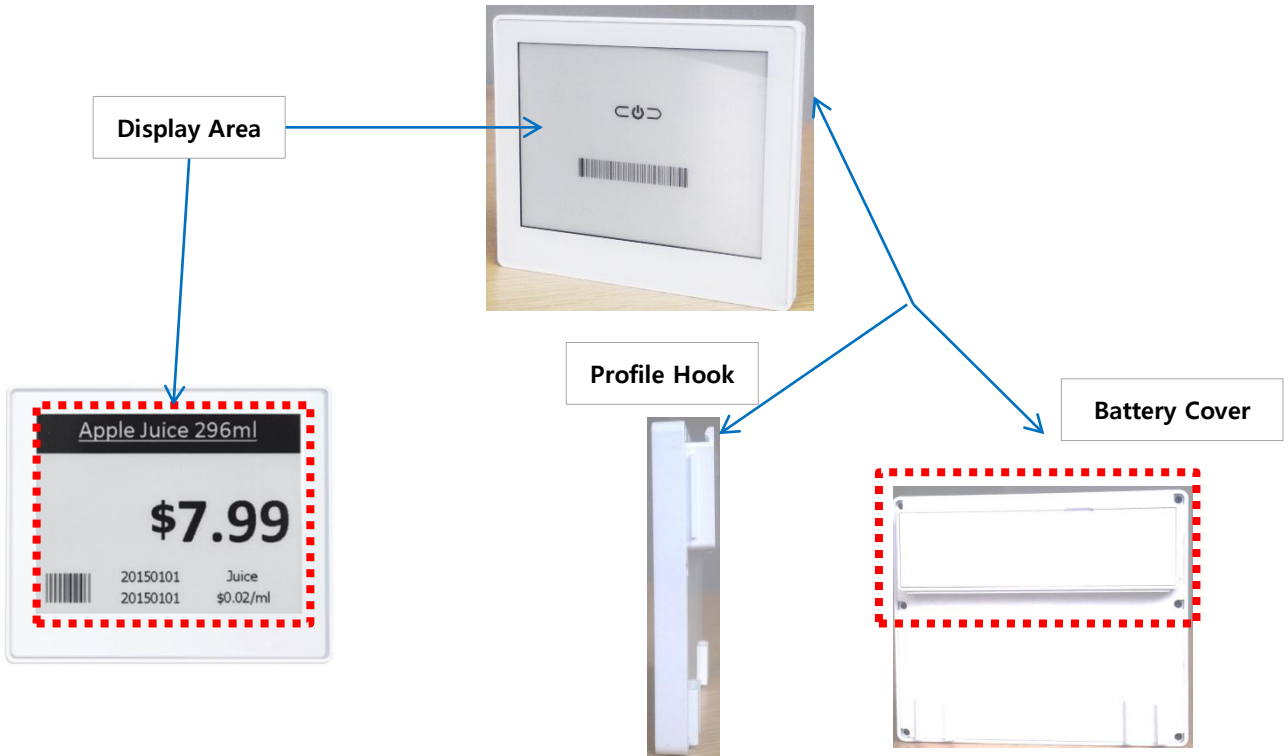 Display Area
Profile Hook
Battery Cover
Apple Juice 296ml
$7.99
20150101 Juice
20150101 $0.02/ml